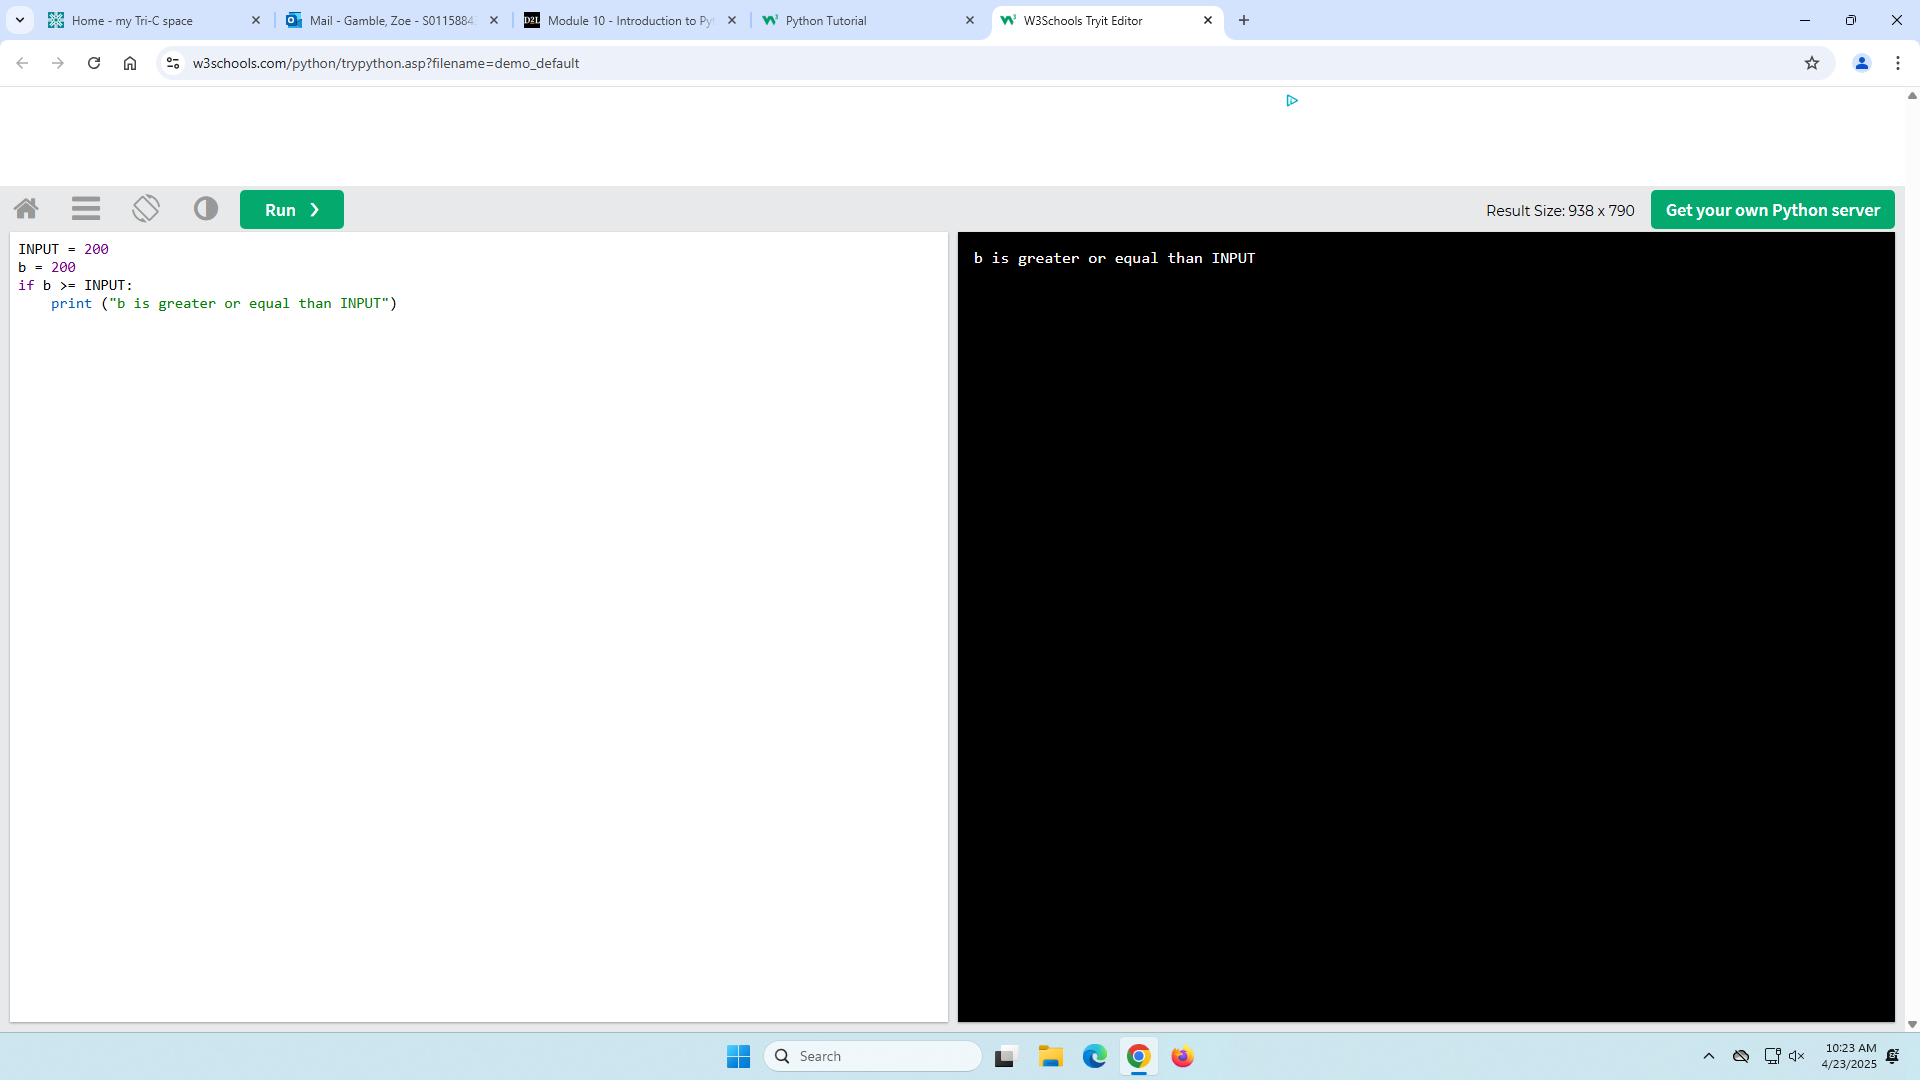 Home - my Tri-C space
Mail - Gamble, Zoe - S0115884
Module 10 - Introduction to Py
Python Tutorial
W3Schools Tryit Editor
w3schools.com/python/trypython.asp?filename=demo_default
Run ❯
Result Size: 938 x 790
Get your own Python server
INPUT = 200
b = 200
if b >= INPUT:
    print ("b is greater or equal than INPUT")
b is greater or equal than INPUT
Search
10:23 AM
4/23/2025